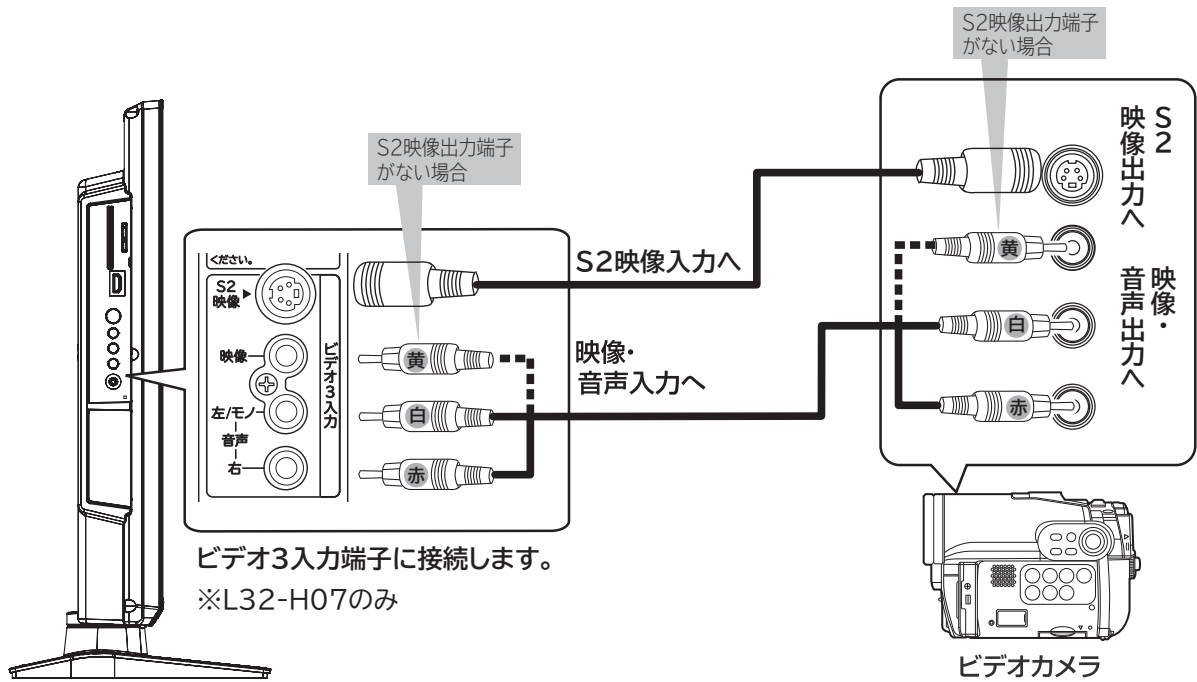 S2映像出力端子
がない場合
S2映像出力端子
がない場合
S2
映像出力へ
映像・
音声出力へ
黄
白
赤
ください。
S2
映像
映像
左/モノ
音声
右
ビデオ3入力
S2映像入力へ
黄
白
赤
映像・
音声入力へ
ビデオ3入力端子に接続します。
※L32-H07のみ
ビデオカメラ